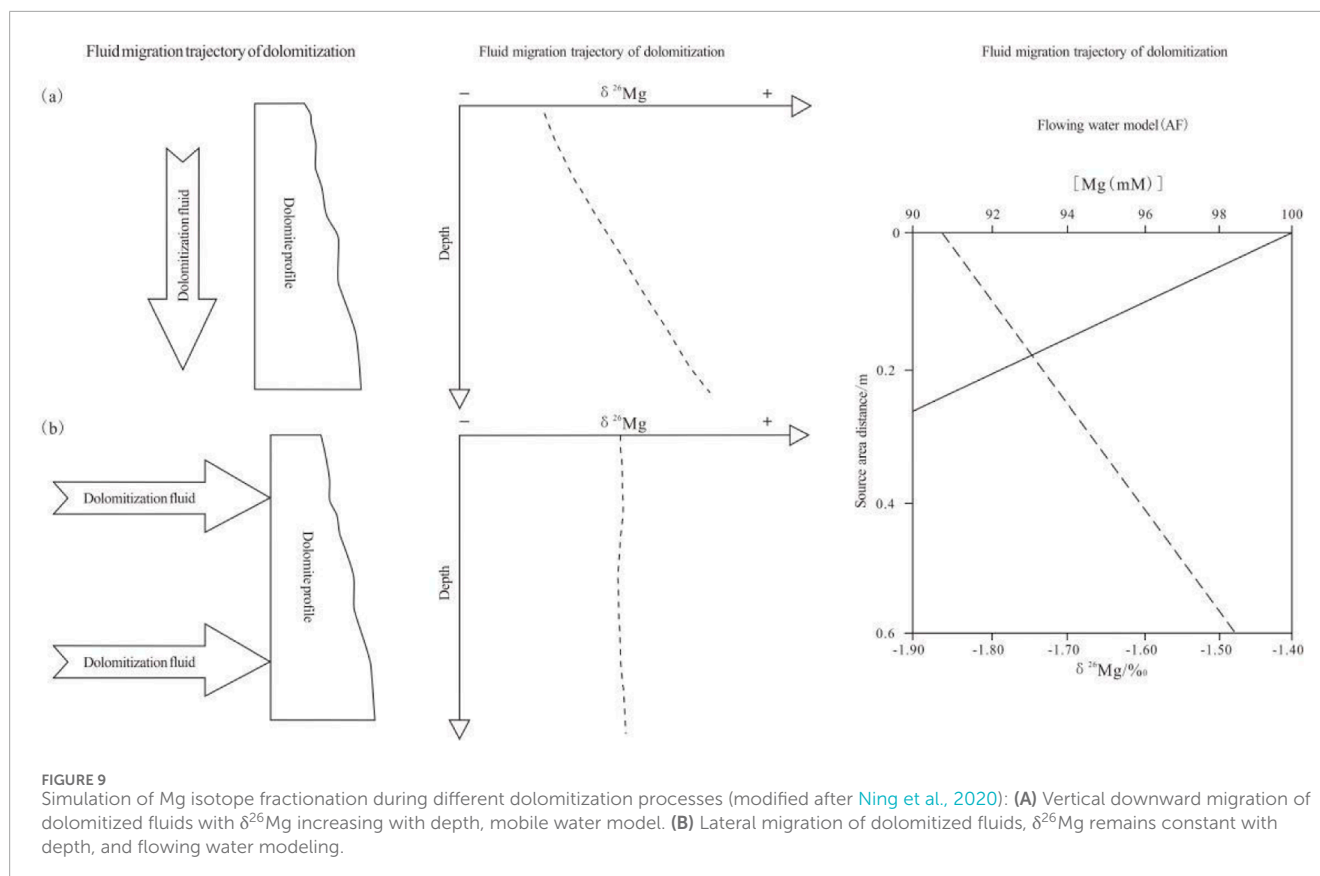 Fluid migration trajectory of dolomitization
(a)
Dolomitization fluid
Dolomite profile
Fluid migration trajectory of dolomitization
δ ²⁶Mg
− +
Depth
(b)
Dolomitization fluid
Dolomitization fluid
Dolomite profile
δ ²⁶Mg
− +
Depth
Fluid migration trajectory of dolomitization
Flowing water model(AF)
[Mg(mM)]
90 92 94 96 98 100
0
0.2
0.4
0.6
Source area distance/m
-1.90 -1.80 -1.70 -1.60 -1.50 -1.40
δ ²⁶Mg/‰
FIGURE 9
Simulation of Mg isotope fractionation during different dolomitization processes (modified after Ning et al., 2020): (A) Vertical downward migration of
dolomitized fluids with δ²⁶Mg increasing with depth, mobile water model. (B) Lateral migration of dolomitized fluids, δ²⁶Mg remains constant with
depth, and flowing water modeling.